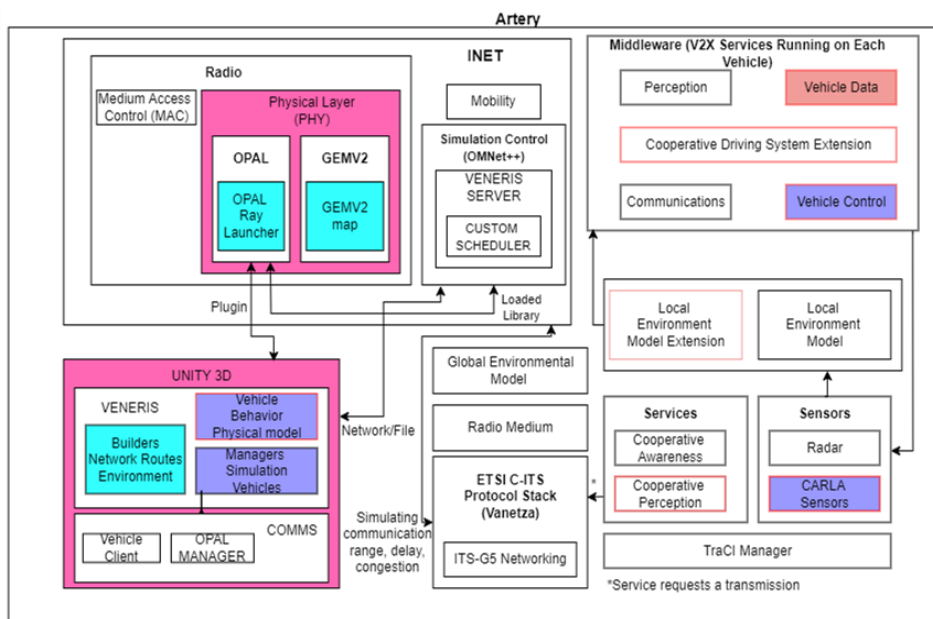 Artery
INET
Radio
Medium Access
Control (MAC)
Physical Layer
(PHY)
OPAL
OPAL
Ray
Launcher
GEMV2
GEMV2
map
Mobility
Simulation Control
(OMNet++)
VENERIS
SERVER
CUSTOM
SCHEDULER
Middleware (V2X Services Running on Each
Vehicle)
Perception
Vehicle Data
Cooperative Driving System Extension
Communications
Vehicle Control
Plugin
Loaded
Library
Local
Environment
Model Extension
Local
Environment
Model
UNITY 3D
VENERIS
Vehicle
Behavior
Physical model
Builders
Network Routes
Environment
Managers
Simulation
Vehicles
COMMS
Vehicle
Client
OPAL
MANAGER
Network/File
Simulating
communication
range, delay,
congestion
Global Environmental
Model
Radio Medium
ETSI C-ITS
Protocol Stack
(Vanetza)
ITS-G5 Networking
*
Services
Cooperative
Awareness
Cooperative
Perception
Sensors
Radar
CARLA
Sensors
TraCI Manager
*Service requests a transmission